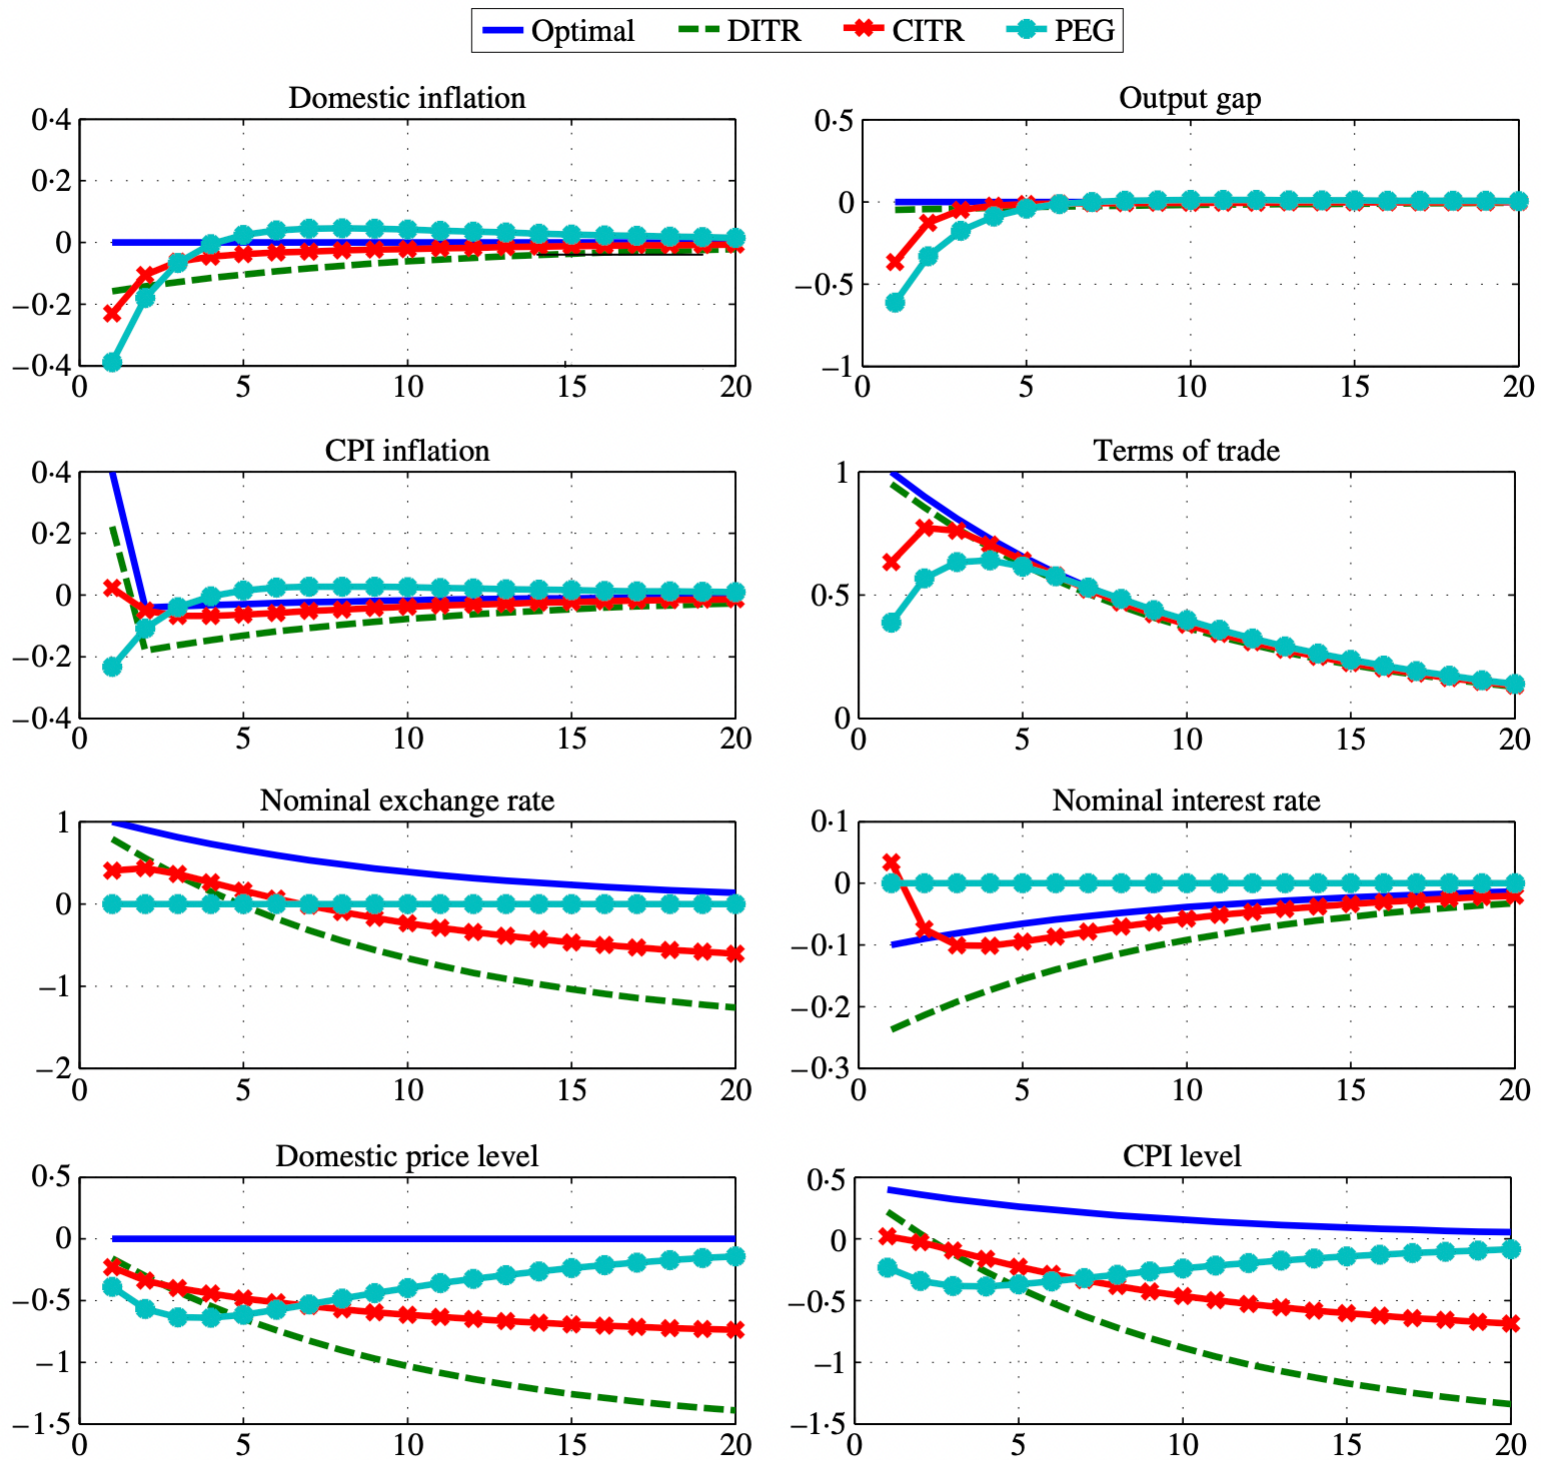 Optimal DITR CITR PEG
Domestic inflation
0·4
0·2
0
−0·2
−0·4
0 5 10 15 20
Output gap
0·5
0
−0·5
−1
0 5 10 15 20
CPI inflation
0·4
0·2
0
−0·2
−0·4
0 5 10 15 20
Terms of trade
1
0·5
0
0 5 10 15 20
Nominal exchange rate
1
0
−1
−2
0 5 10 15 20
Nominal interest rate
0·1
0
−0·1
−0·2
−0·3
0 5 10 15 20
Domestic price level
0·5
0
−0·5
−1
−1·5
0 5 10 15 20
CPI level
0·5
0
−0·5
−1
−1·5
0 5 10 15 20